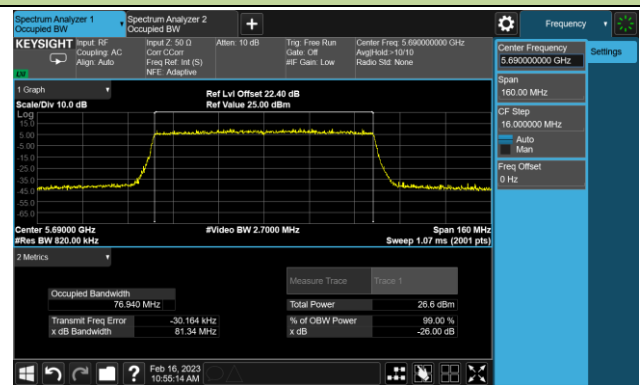 Spectrum Analyzer 1
Occupied BW
Spectrum Analyzer 2
Occupied BW
+
Frequency
KEYSIGHT
Input: RF
Coupling: AC
Align: Auto
Input Z: 50 Ω
Corr CCorr
Freq Ref: Int (S)
NFE: Adaptive
Atten: 10 dB
Trig: Free Run
Gate: Off
#IF Gain: Low
Center Freq: 5.690000000 GHz
Avg|Hold:>10/10
Radio Std: None
LXI
Center Frequency
5.690000000 GHz
Settings
Span
160.00 MHz
CF Step
16.000000 MHz
Auto
Man
Freq Offset
0 Hz
1 Graph
Scale/Div 10.0 dB
Ref Lvl Offset 22.40 dB
Ref Value 25.00 dBm
Log
15.0
5.00
-5.00
-15.0
-25.0
-35.0
-45.0
-55.0
-65.0
Center 5.69000 GHz
#Res BW 820.00 kHz
#Video BW 2.7000 MHz
Span 160 MHz
Sweep 1.07 ms (2001 pts)
2 Metrics
Measure Trace
Trace 1
Occupied Bandwidth
76.940 MHz
Total Power
26.6 dBm
Transmit Freq Error
-30.164 kHz
% of OBW Power
99.00 %
x dB Bandwidth
81.34 MHz
x dB
-26.00 dB
?
Feb 16, 2023
10:55:14 AM